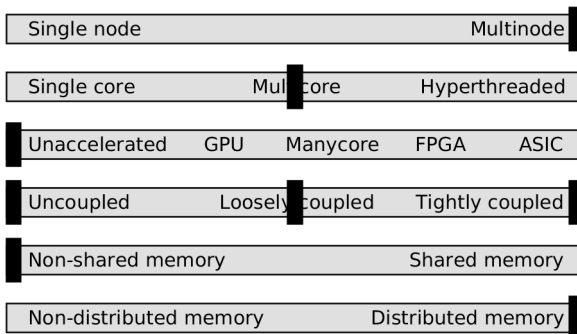 Single node Multinode
Single core Multicore Hyperthreaded
Unaccelerated GPU Manycore FPGA ASIC
Uncoupled Loosely coupled Tightly coupled
Non-shared memory Shared memory
Non-distributed memory Distributed memory